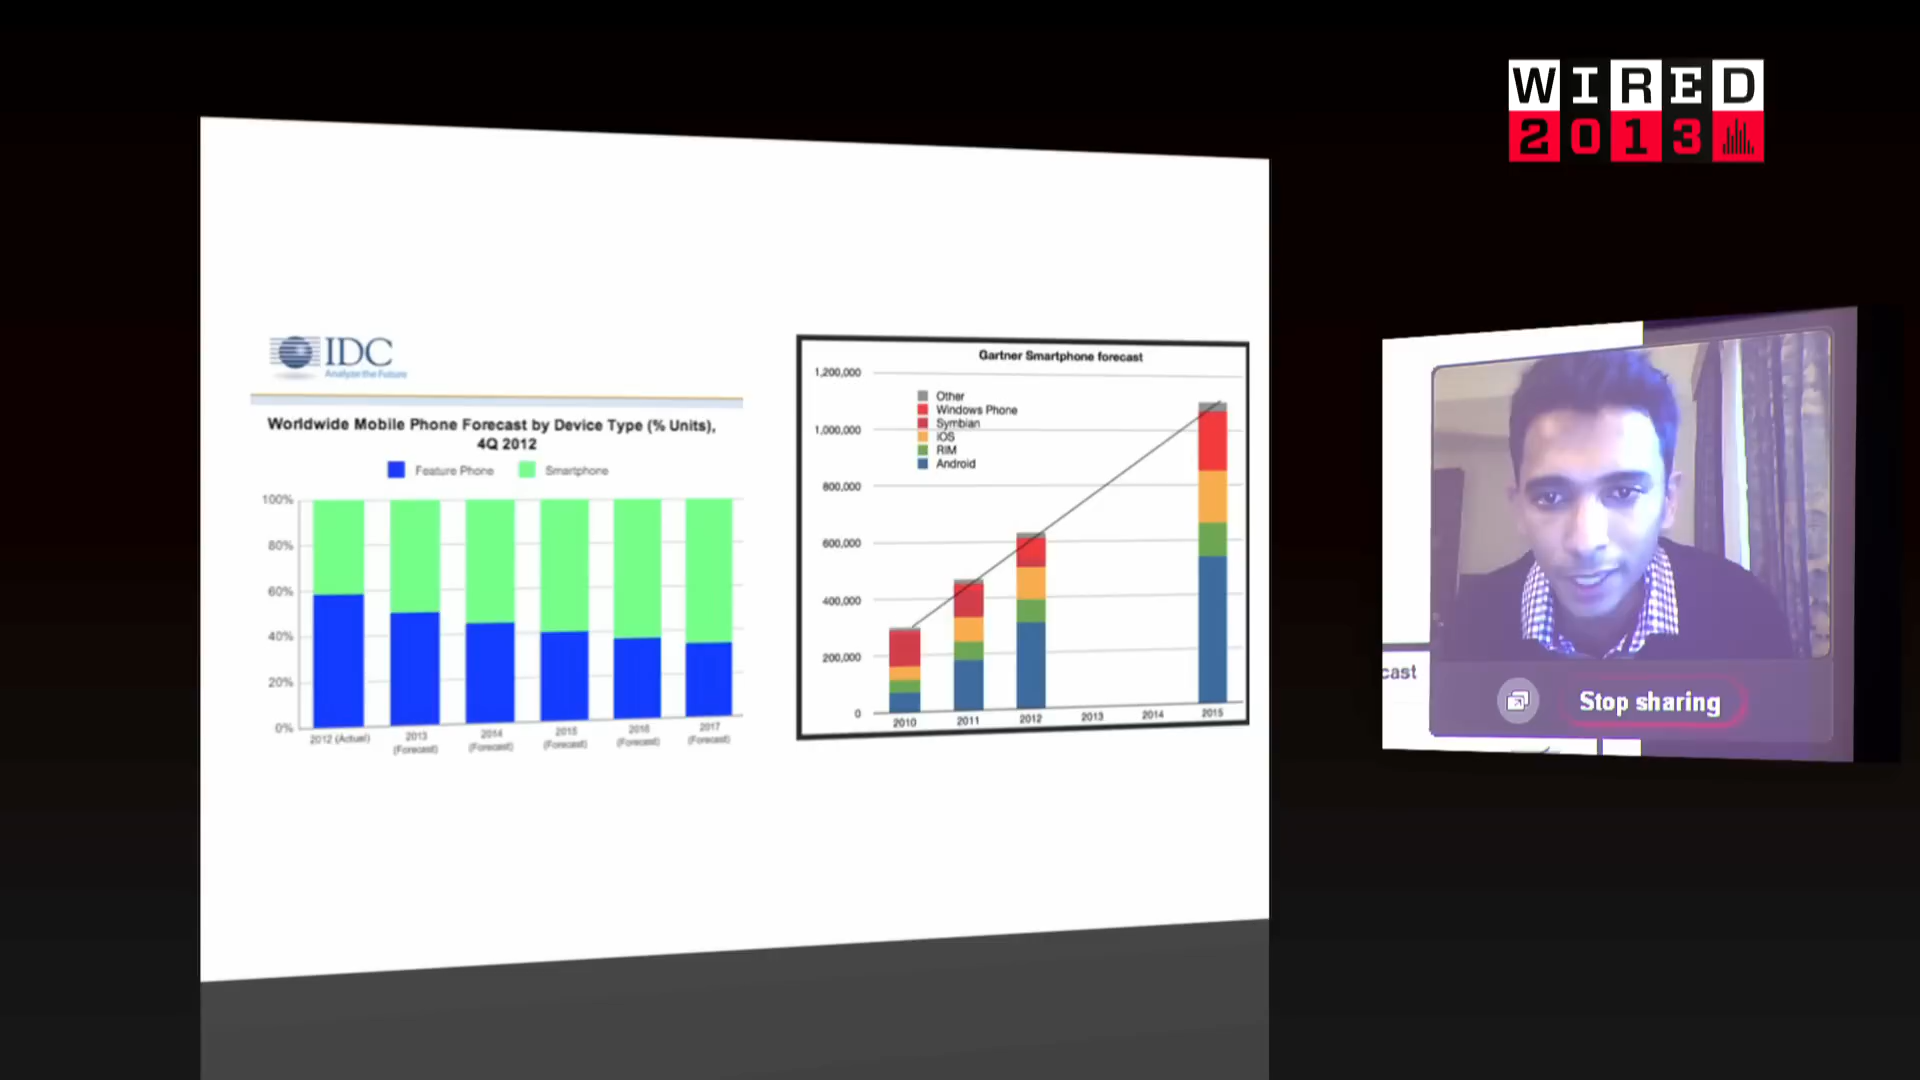 WIRED
2013
IDC
Analyze the Future
Worldwide Mobile Phone Forecast by Device Type (% Units),
4Q 2012
Feature Phone
Smartphone
100%
80%
60%
40%
20%
0%
2012 (Actual)
2013
(Forecast)
2014
(Forecast)
2015
(Forecast)
2016
(Forecast)
2017
(Forecast)
Gartner Smartphone forecast
1,200,000
1,000,000
800,000
600,000
400,000
200,000
0
Other
Windows Phone
Symbian
iOS
RIM
Android
2010
2011
2012
2013
2014
2015
cast
Stop sharing